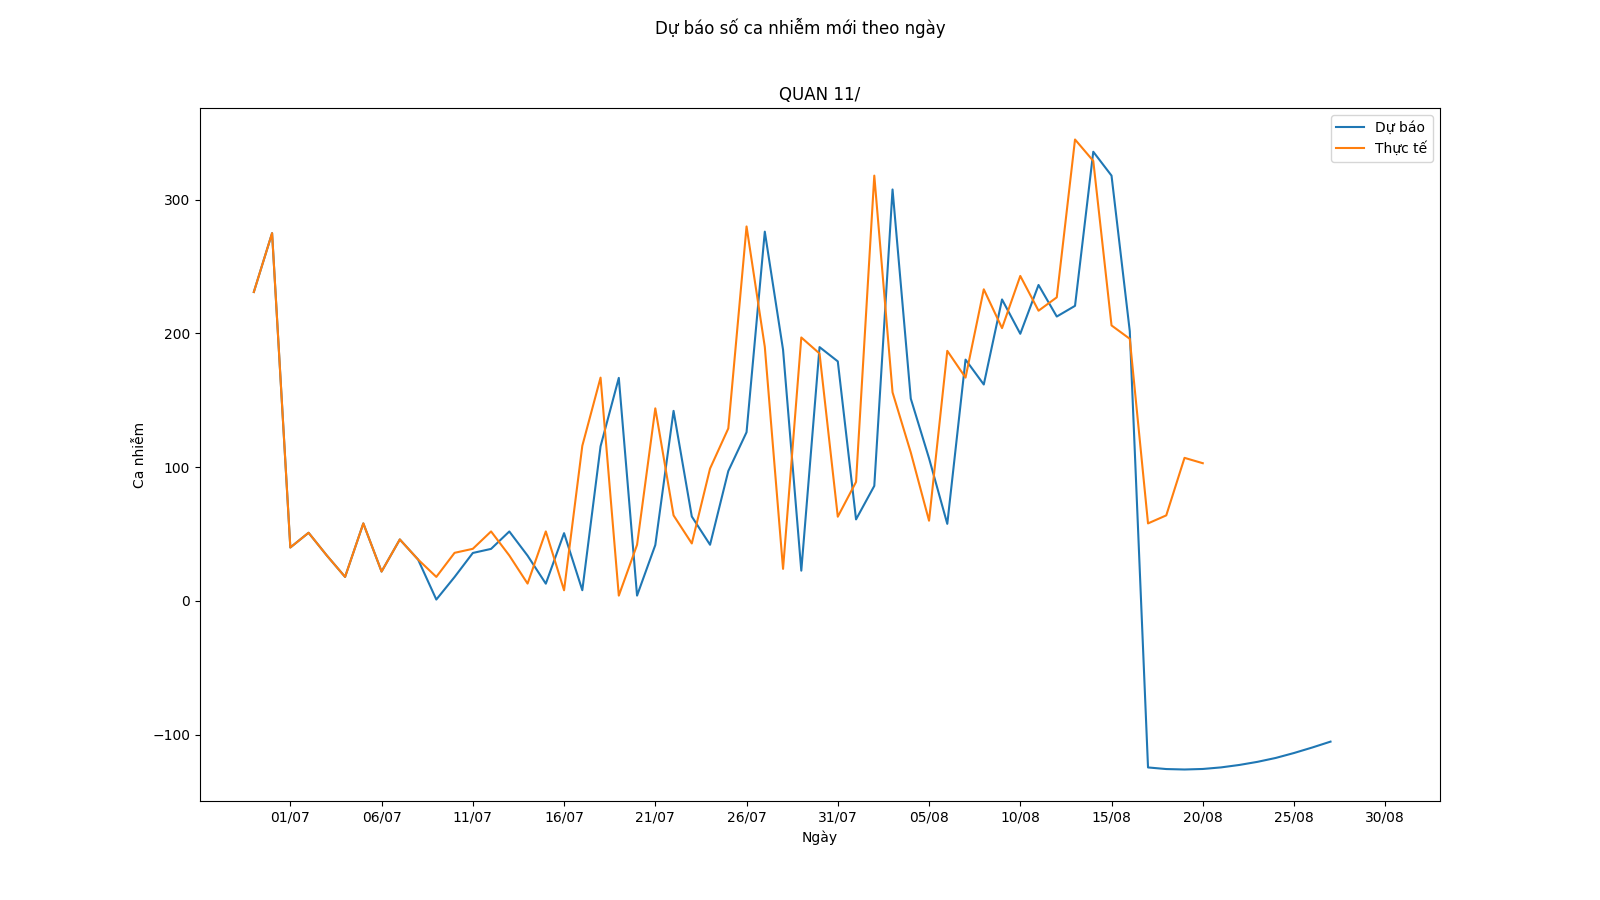 Dự báo số ca nhiễm mới theo ngày
QUAN 11/
Dự báo
Thực tế
Ca nhiễm
300
200
100
0
−100
01/07 06/07 11/07 16/07 21/07 26/07 31/07 05/08 10/08 15/08 20/08 25/08 30/08
Ngày